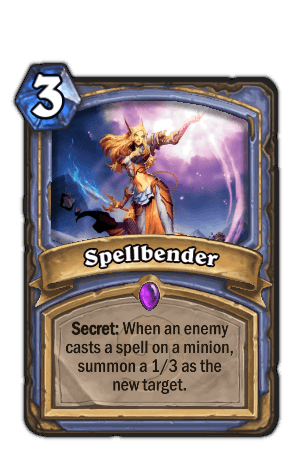 3
Spellbender
Secret: When an enemy
casts a spell on a minion,
summon a 1/3 as the
new target.